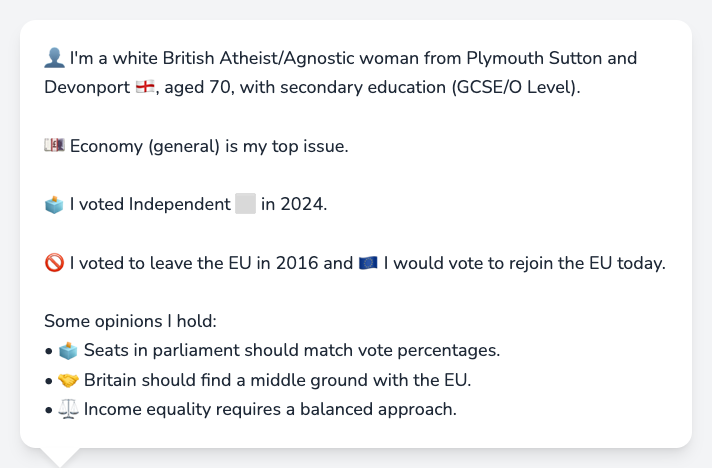 👤 I'm a white British Atheist/Agnostic woman from Plymouth Sutton and
Devonport 🏴󠁧󠁢󠁥󠁮󠁧󠁿, aged 70, with secondary education (GCSE/O Level).
💷 Economy (general) is my top issue.
🗳️ I voted Independent ⬜ in 2024.
🚫 I voted to leave the EU in 2016 and 🇪🇺 I would vote to rejoin the EU today.
Some opinions I hold:
• 🗳️ Seats in parliament should match vote percentages.
• 🤝 Britain should find a middle ground with the EU.
• ⚖️ Income equality requires a balanced approach.